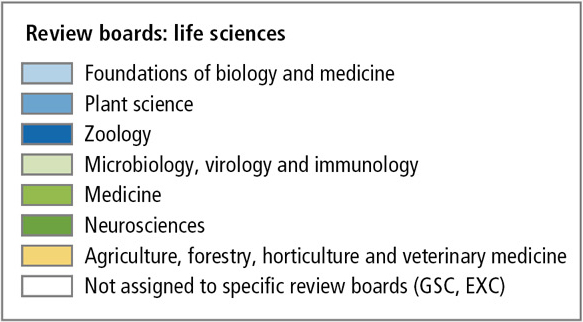 Review boards: life sciences
Foundations of biology and medicine
Plant science
Zoology
Microbiology, virology and immunology
Medicine
Neurosciences
Agriculture, forestry, horticulture and veterinary medicine
Not assigned to specific review boards (GSC, EXC)